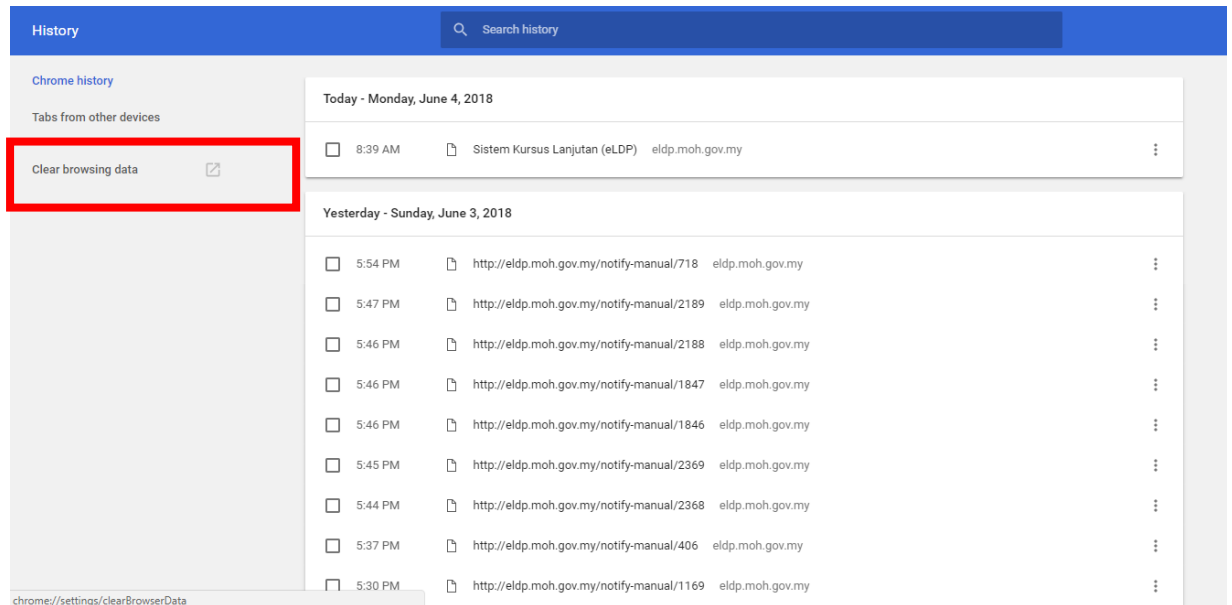 History
Search history
Chrome history
Tabs from other devices
Clear browsing data
Today - Monday, June 4, 2018
8:39 AM Sistem Kursus Lanjutan (eLDP) eldp.moh.gov.my
Yesterday - Sunday, June 3, 2018
5:54 PM http://eldp.moh.gov.my/notify-manual/718 eldp.moh.gov.my
5:47 PM http://eldp.moh.gov.my/notify-manual/2189 eldp.moh.gov.my
5:46 PM http://eldp.moh.gov.my/notify-manual/2188 eldp.moh.gov.my
5:46 PM http://eldp.moh.gov.my/notify-manual/1847 eldp.moh.gov.my
5:46 PM http://eldp.moh.gov.my/notify-manual/1846 eldp.moh.gov.my
5:45 PM http://eldp.moh.gov.my/notify-manual/2369 eldp.moh.gov.my
5:44 PM http://eldp.moh.gov.my/notify-manual/2368 eldp.moh.gov.my
5:37 PM http://eldp.moh.gov.my/notify-manual/406 eldp.moh.gov.my
5:30 PM http://eldp.moh.gov.my/notify-manual/1169 eldp.moh.gov.my
chrome://settings/clearBrowserData